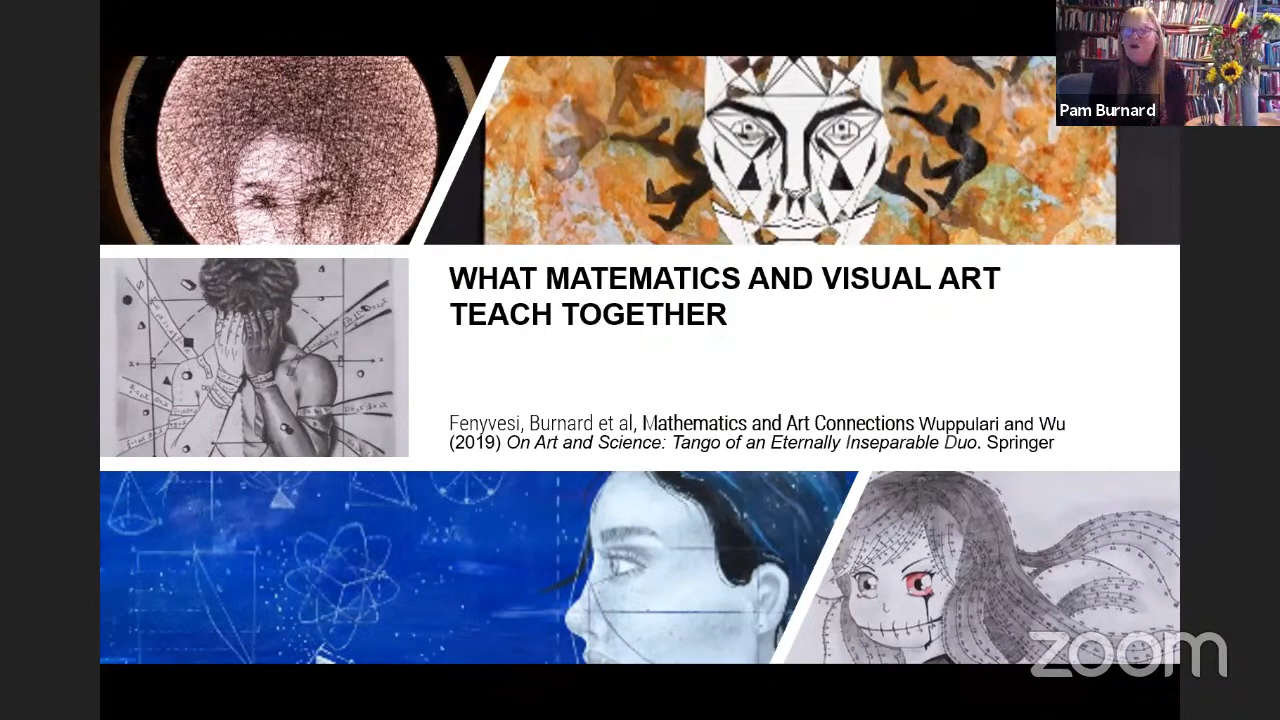 Pam Burnard
WHAT MATEMATICS AND VISUAL ART
TEACH TOGETHER
Fenyvesi, Burnard et al, Mathematics and Art Connections Wuppulari and Wu
(2019) On Art and Science: Tango of an Eternally Inseparable Duo. Springer
zoom